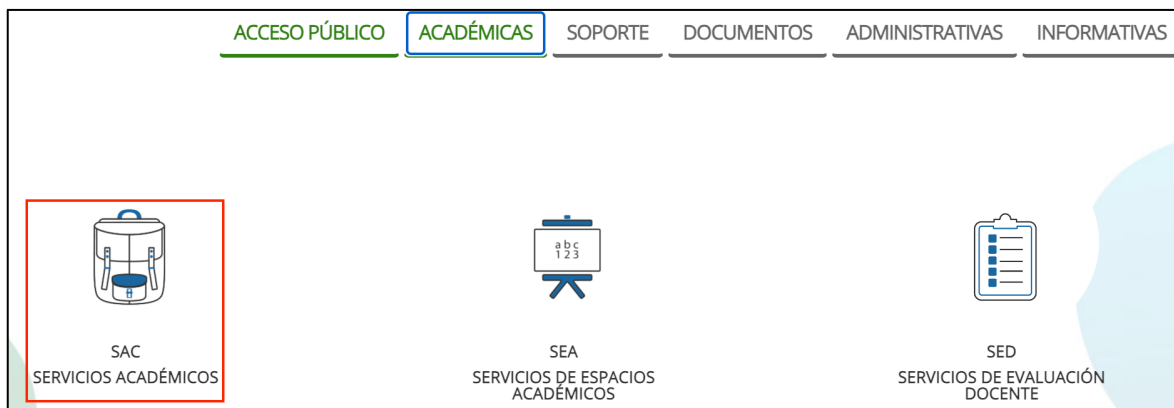 ACCESO PÚBLICO ACADÉMICAS SOPORTE DOCUMENTOS ADMINISTRATIVAS INFORMATIVAS
abc
123
SAC
SERVICIOS ACADÉMICOS
SEA
SERVICIOS DE ESPACIOS
ACADÉMICOS
SED
SERVICIOS DE EVALUACIÓN
DOCENTE